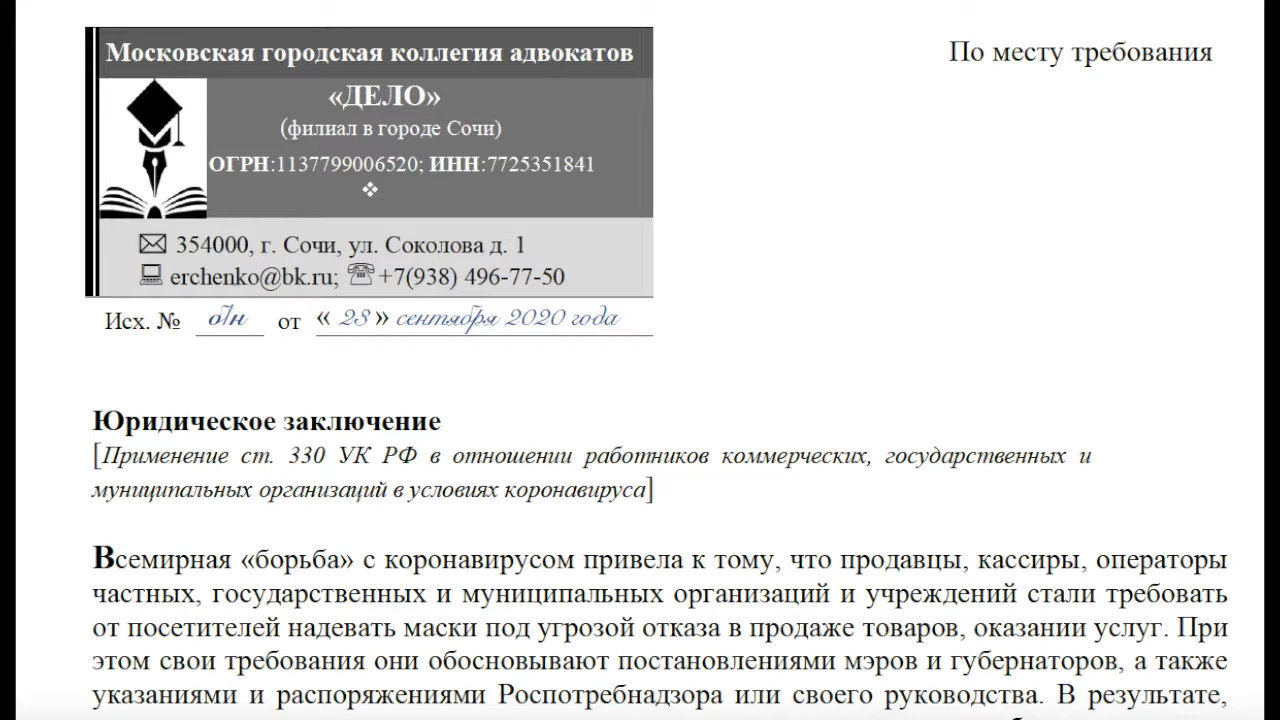 Московская городская коллегия адвокатов
По месту требования
«ДЕЛО»
(филиал в городе Сочи)
ОГРН:1137799006520; ИНН:7725351841
354000, г. Сочи, ул. Соколова д. 1
erchenko@bk.ru; +7(938) 496-77-50
Исх. № б/н от « 23 » сентября 2020 года
Юридическое заключение
[Применение ст. 330 УК РФ в отношении работников коммерческих, государственных и
муниципальных организаций в условиях коронавируса]
Всемирная «борьба» с коронавирусом привела к тому, что продавцы, кассиры, операторы
частных, государственных и муниципальных организаций и учреждений стали требовать
от посетителей надевать маски под угрозой отказа в продаже товаров, оказании услуг. При
этом свои требования они обосновывают постановлениями мэров и губернаторов, а также
указаниями и распоряжениями Роспотребнадзора или своего руководства. В результате,